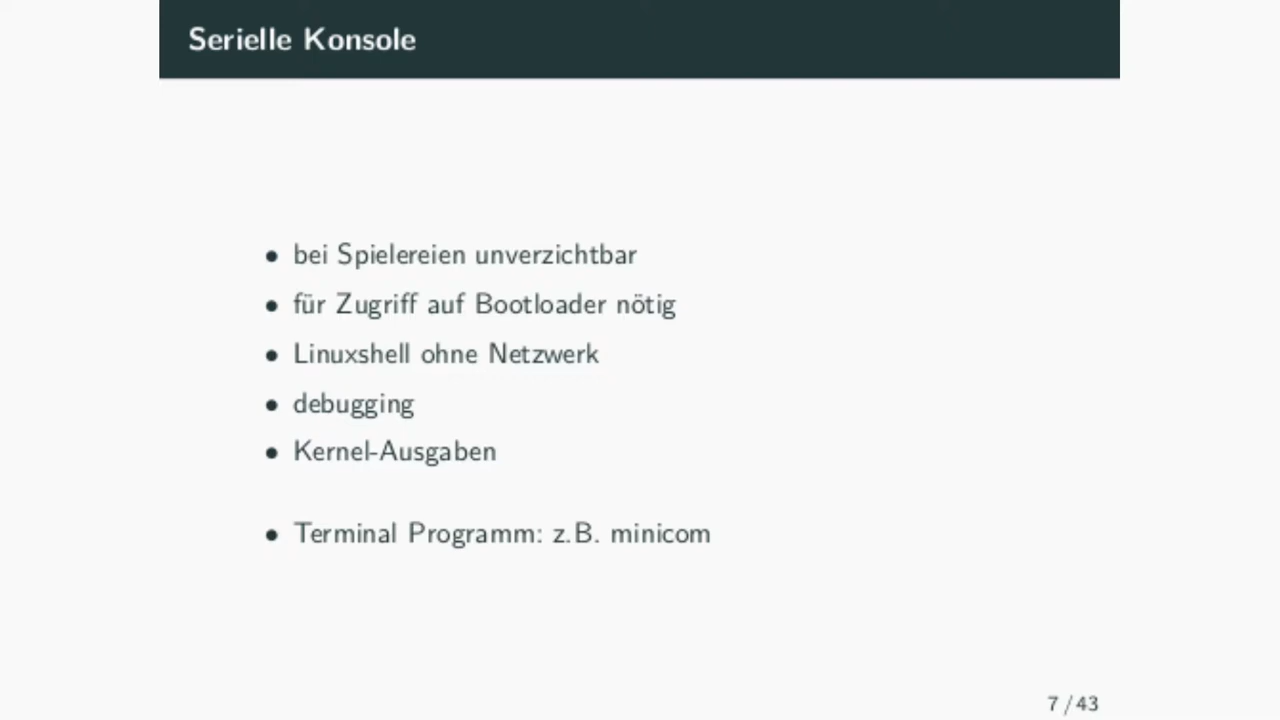 Serielle Konsole
• bei Spielereien unverzichtbar
• für Zugriff auf Bootloader nötig
• Linuxshell ohne Netzwerk
• debugging
• Kernel-Ausgaben
• Terminal Programm: z.B. minicom
7 / 43